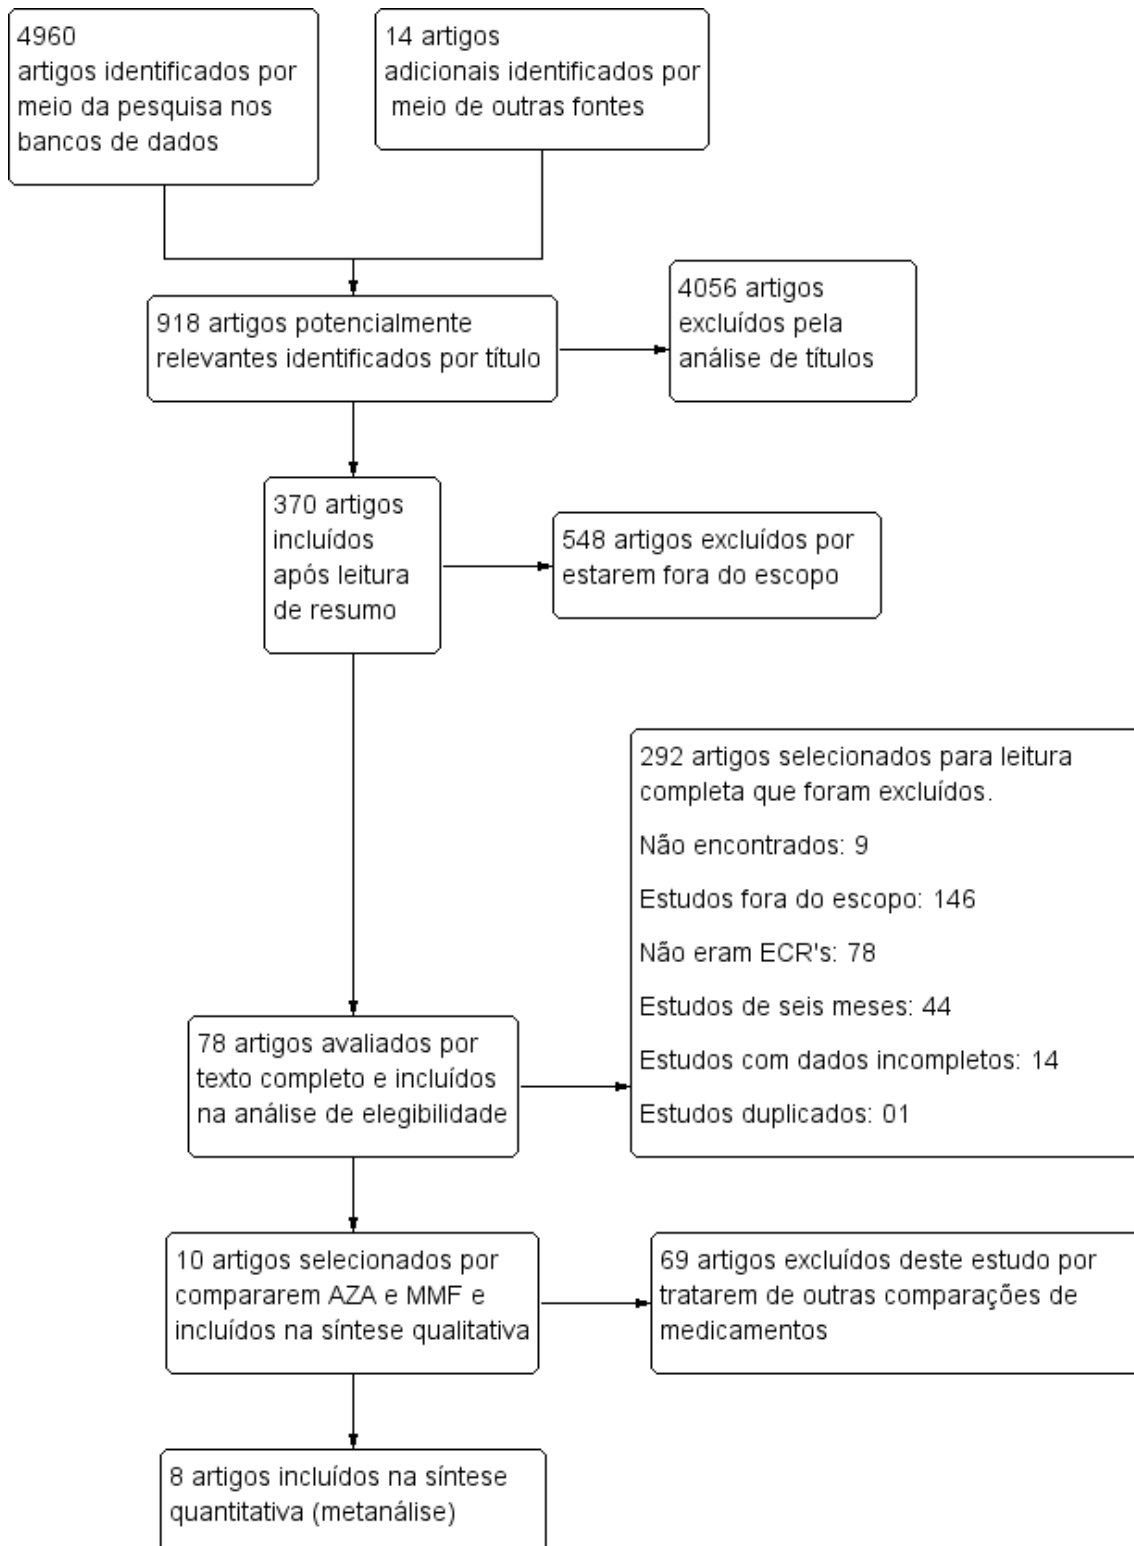 4960
artigos identificados por
meio da pesquisa nos
bancos de dados
14 artigos
adicionais identificados por
meio de outras fontes
918 artigos potencialmente
relevantes identificados por título
4056 artigos
excluídos pela
análise de títulos
370 artigos
incluídos
após leitura
de resumo
548 artigos excluídos por
estarem fora do escopo
292 artigos selecionados para leitura
completa que foram excluídos.
Não encontrados: 9
Estudos fora do escopo: 146
Não eram ECR's: 78
Estudos de seis meses: 44
Estudos com dados incompletos: 14
Estudos duplicados: 01
78 artigos avaliados por
texto completo e incluídos
na análise de elegibilidade
10 artigos selecionados por
compararem AZA e MMF e
incluídos na síntese qualitativa
69 artigos excluídos deste estudo por
tratarem de outras comparações de
medicamentos
8 artigos incluídos na síntese
quantitativa (metanálise)